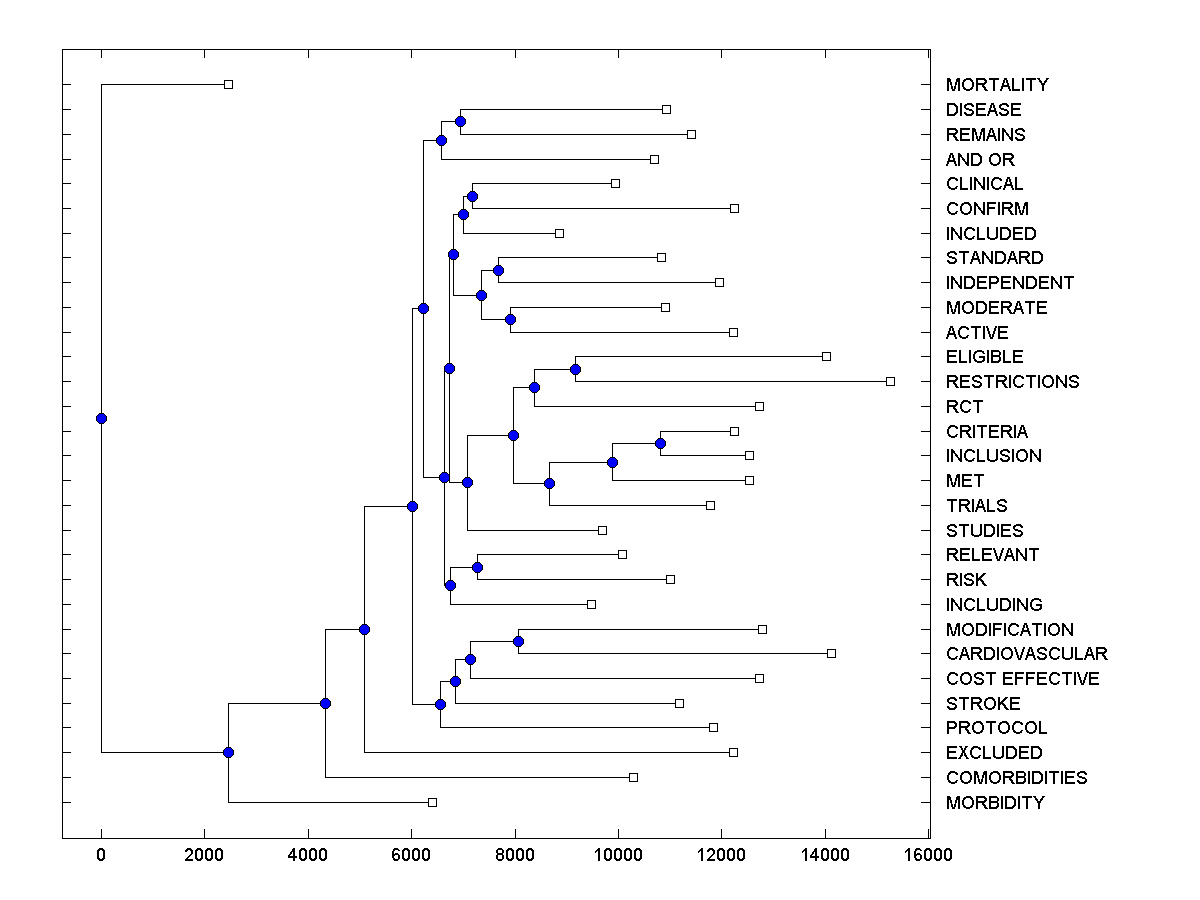 MORTALITY
DISEASE
REMAINS
AND OR
CLINICAL
CONFIRM
INCLUDED
STANDARD
INDEPENDENT
MODERATE
ACTIVE
ELIGIBLE
RESTRICTIONS
RCT
CRITERIA
INCLUSION
MET
TRIALS
STUDIES
RELEVANT
RISK
INCLUDING
MODIFICATION
CARDIOVASCULAR
COST EFFECTIVE
STROKE
PROTOCOL
EXCLUDED
COMORBIDITIES
MORBIDITY
0 2000 4000 6000 8000 10000 12000 14000 16000